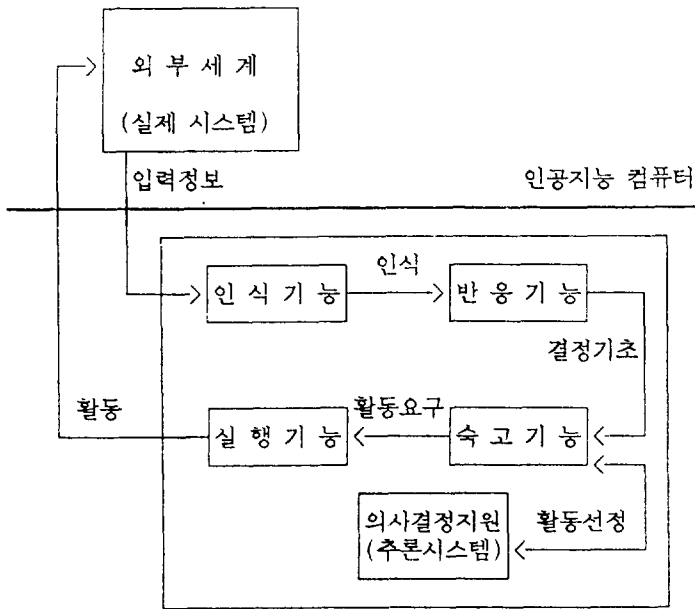 외 부 세 계
(실제 시스템)
입력정보
인공지능 컴퓨터
인식
인 식 기 능
반 응 기 능
결정기초
활동
활동요구
실 행 기 능
숙 고 기 능
의사결정지원
(추론시스템)
활동선정